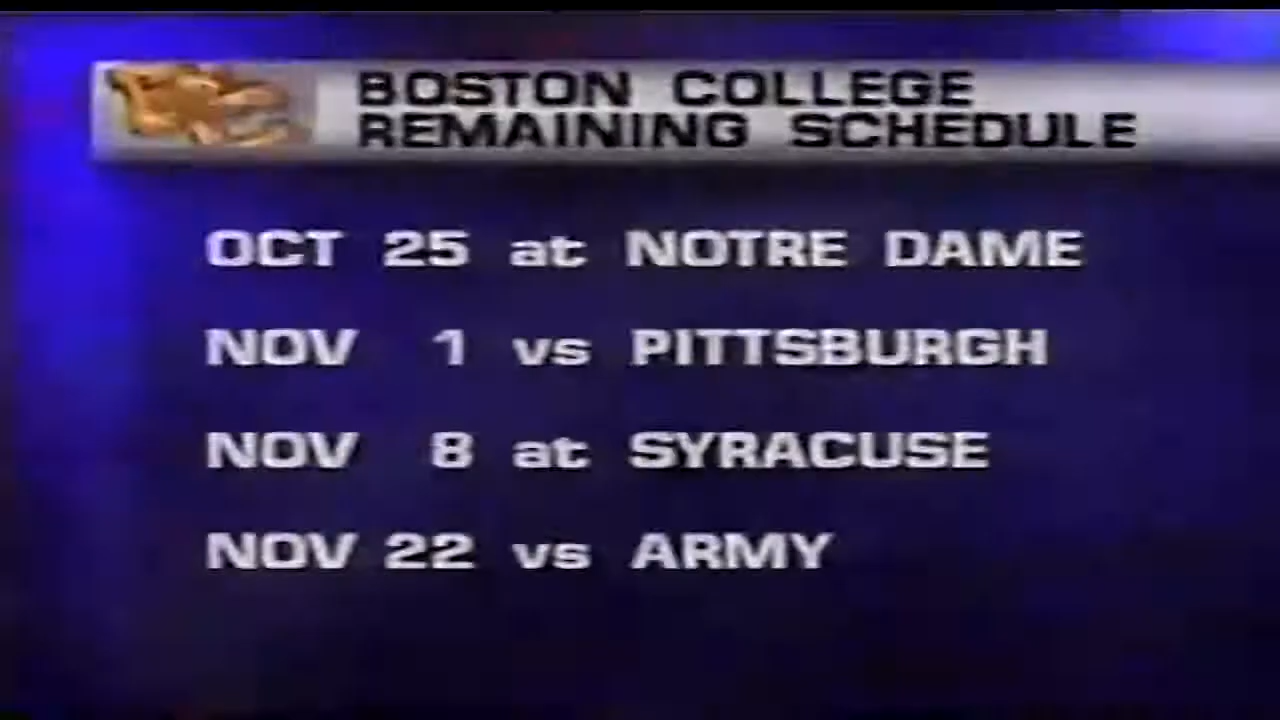 BOSTON COLLEGE
REMAINING SCHEDULE
OCT 25 at NOTRE DAME
NOV 1 vs PITTSBURGH
NOV 8 at SYRACUSE
NOV 22 vs ARMY